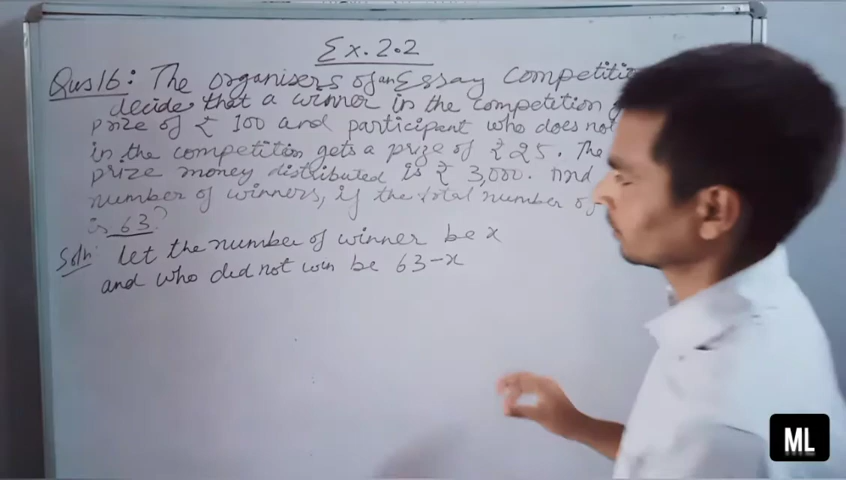 Ex. 2.2
Qus 16: The organisers of an Essay competiti
decide that a winner in the competition g
prize of ₹ 100 and participent who does not
in the competition gets a prize of ₹ 25. The
prize money distributed is ₹ 3,000. find
number of winners, if the total number of
is 63?
Soln: let the number of winner be x
and who did not win be 63-x
ML